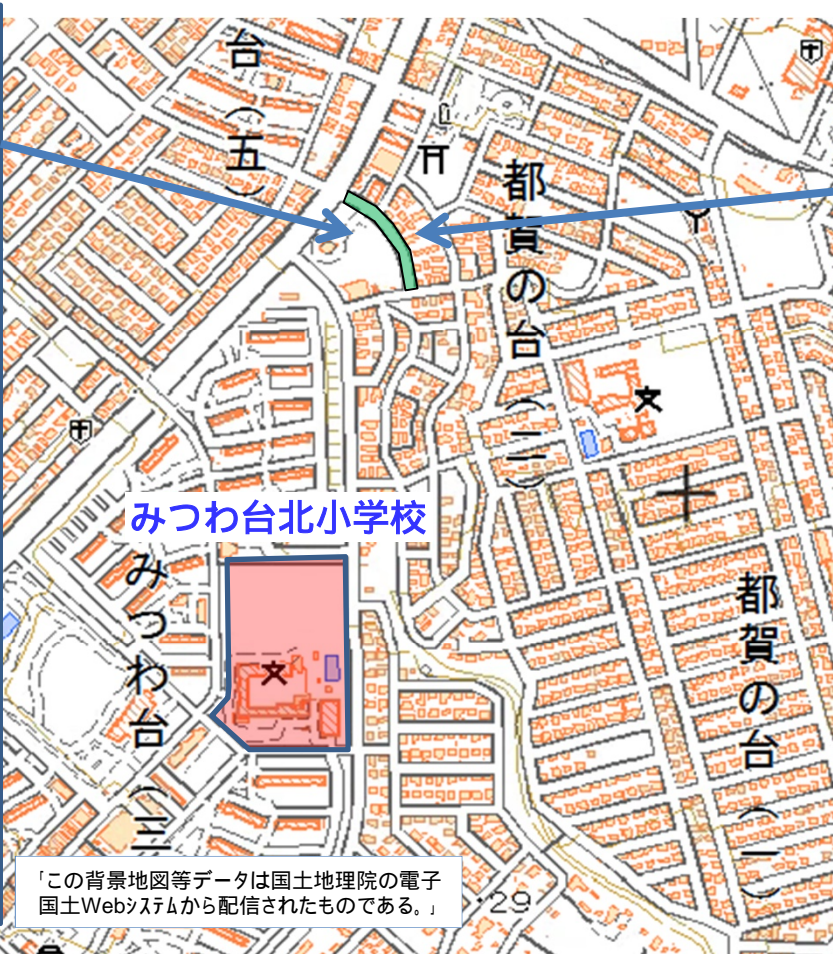 台(五)
都賀の台(二)
みつわ台北小学校
みつわ台(三
都賀の台(一)
「この背景地図等データは国土地理院の電子
国土Webシステムから配信されたものである。」
・29